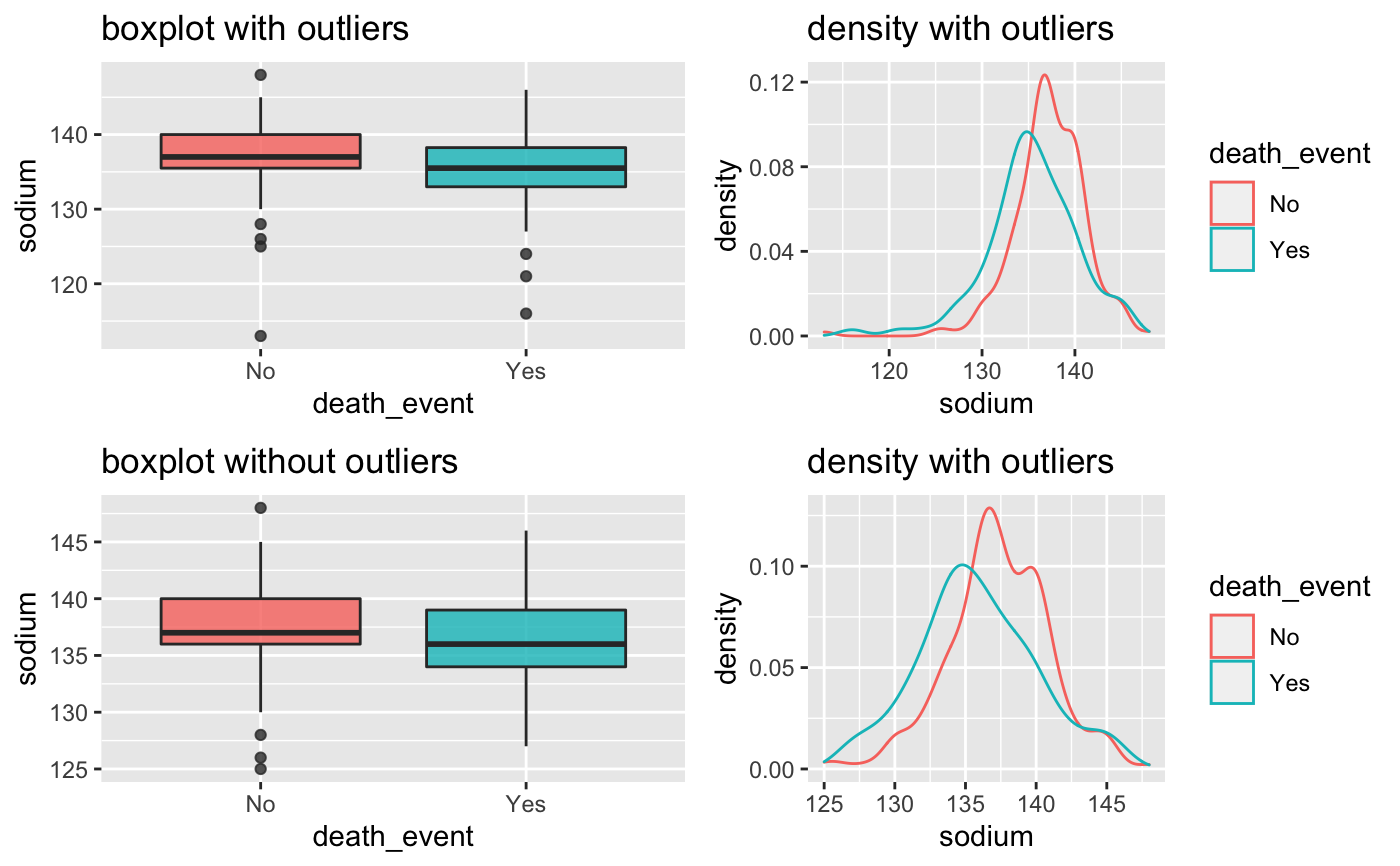 boxplot with outliers
sodium
140
130
120
No
Yes
death_event
density with outliers
density
0.12
0.08
0.04
0.00
120
130
140
sodium
death_event
No
Yes
boxplot without outliers
sodium
145
140
135
130
125
No
Yes
death_event
density with outliers
density
0.10
0.05
0.00
125
130
135
140
145
sodium
death_event
No
Yes